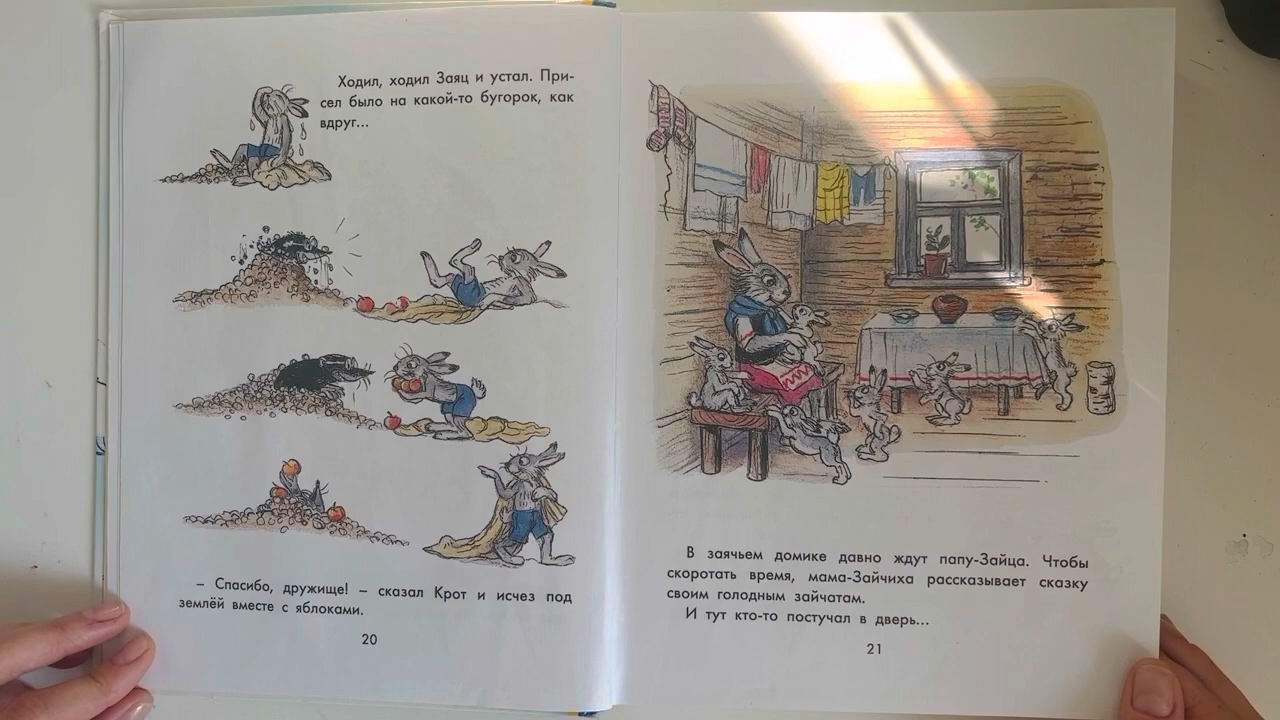 Ходил, ходил Заяц и устал. При-
сел было на какой-то бугорок, как
вдруг...
– Спасибо, дружище! – сказал Крот и исчез под
землёй вместе с яблоками.
20
В заячьем домике давно ждут папу-Зайца. Чтобы
скоротать время, мама-Зайчиха рассказывает сказку
своим голодным зайчатам.
И тут кто-то постучал в дверь...
21